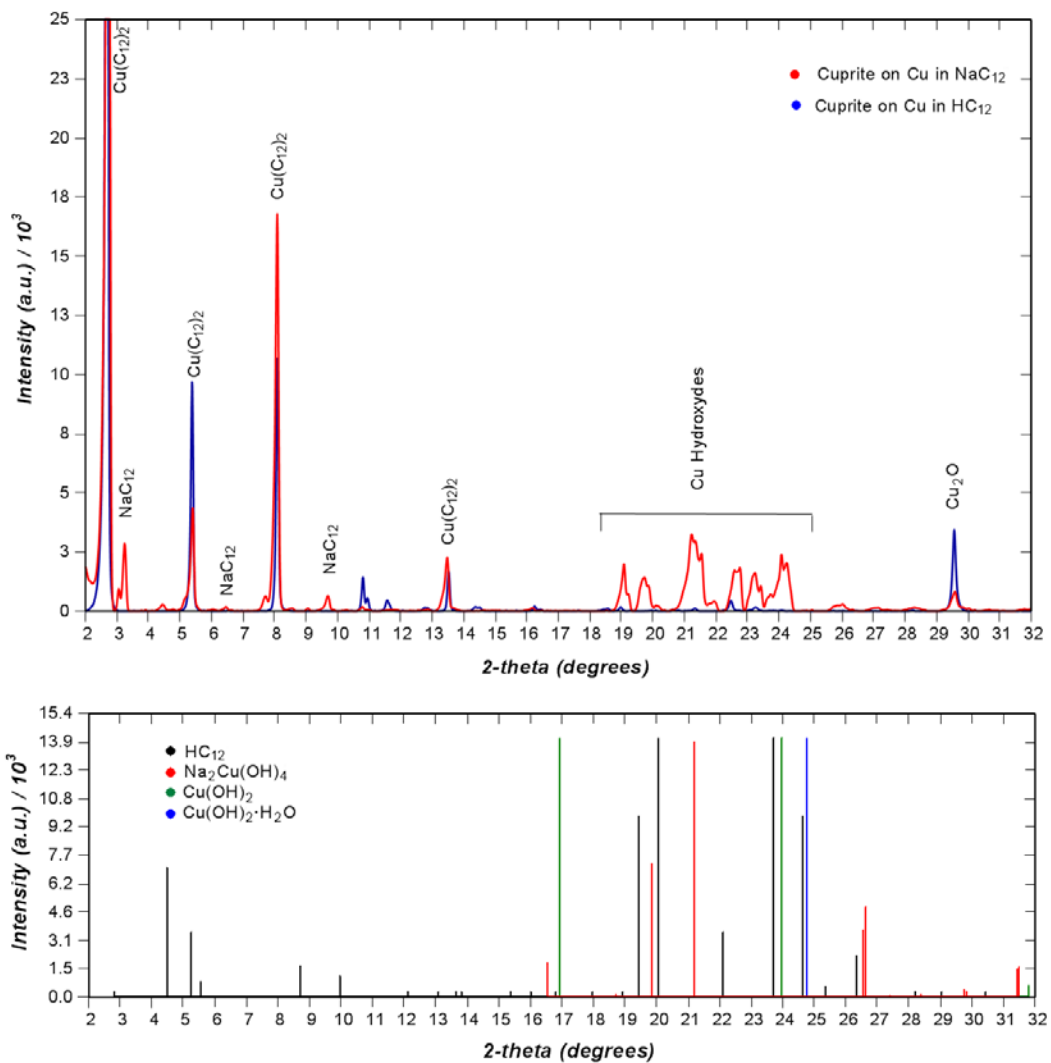 25
23
20
18
15
13
10
8
5
3
0
Intensity (a.u.) / 10³
Cu(C₁₂)₂
NaC₁₂
Cu(C₁₂)₂
NaC₁₂
Cu(C₁₂)₂
NaC₁₂
Cu(C₁₂)₂
Cu Hydroxydes
Cu₂O
Cuprite on Cu in NaC₁₂
Cuprite on Cu in HC₁₂
2 3 4 5 6 7 8 9 10 11 12 13 14 15 16 17 18 19 20 21 22 23 24 25 26 27 28 29 30 31 32
2-theta (degrees)
15.4
13.9
12.3
10.8
9.2
7.7
6.2
4.6
3.1
1.5
0.0
Intensity (a.u.) / 10³
HC₁₂
Na₂Cu(OH)₄
Cu(OH)₂
Cu(OH)₂·H₂O
2 3 4 5 6 7 8 9 10 11 12 13 14 15 16 17 18 19 20 21 22 23 24 25 26 27 28 29 30 31 32
2-theta (degrees)